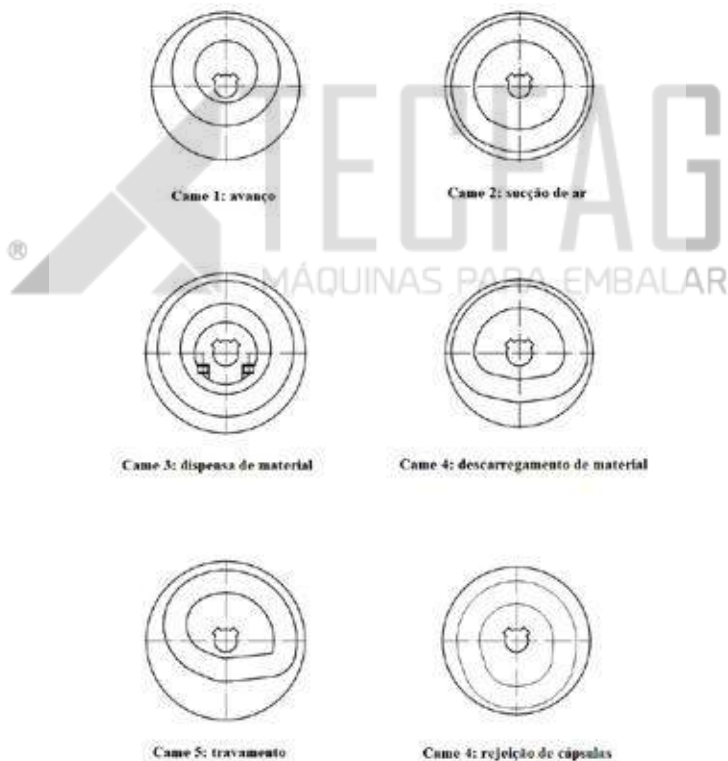 TECPAG
®
MÁQUINAS PARA EMBALAR
Came 1: avanço
Came 2: sucção de ar
Came 3: dispensa de material
Came 4: descarregamento de material
Came 5: travamento
Came 4: rejeição de cápsulas